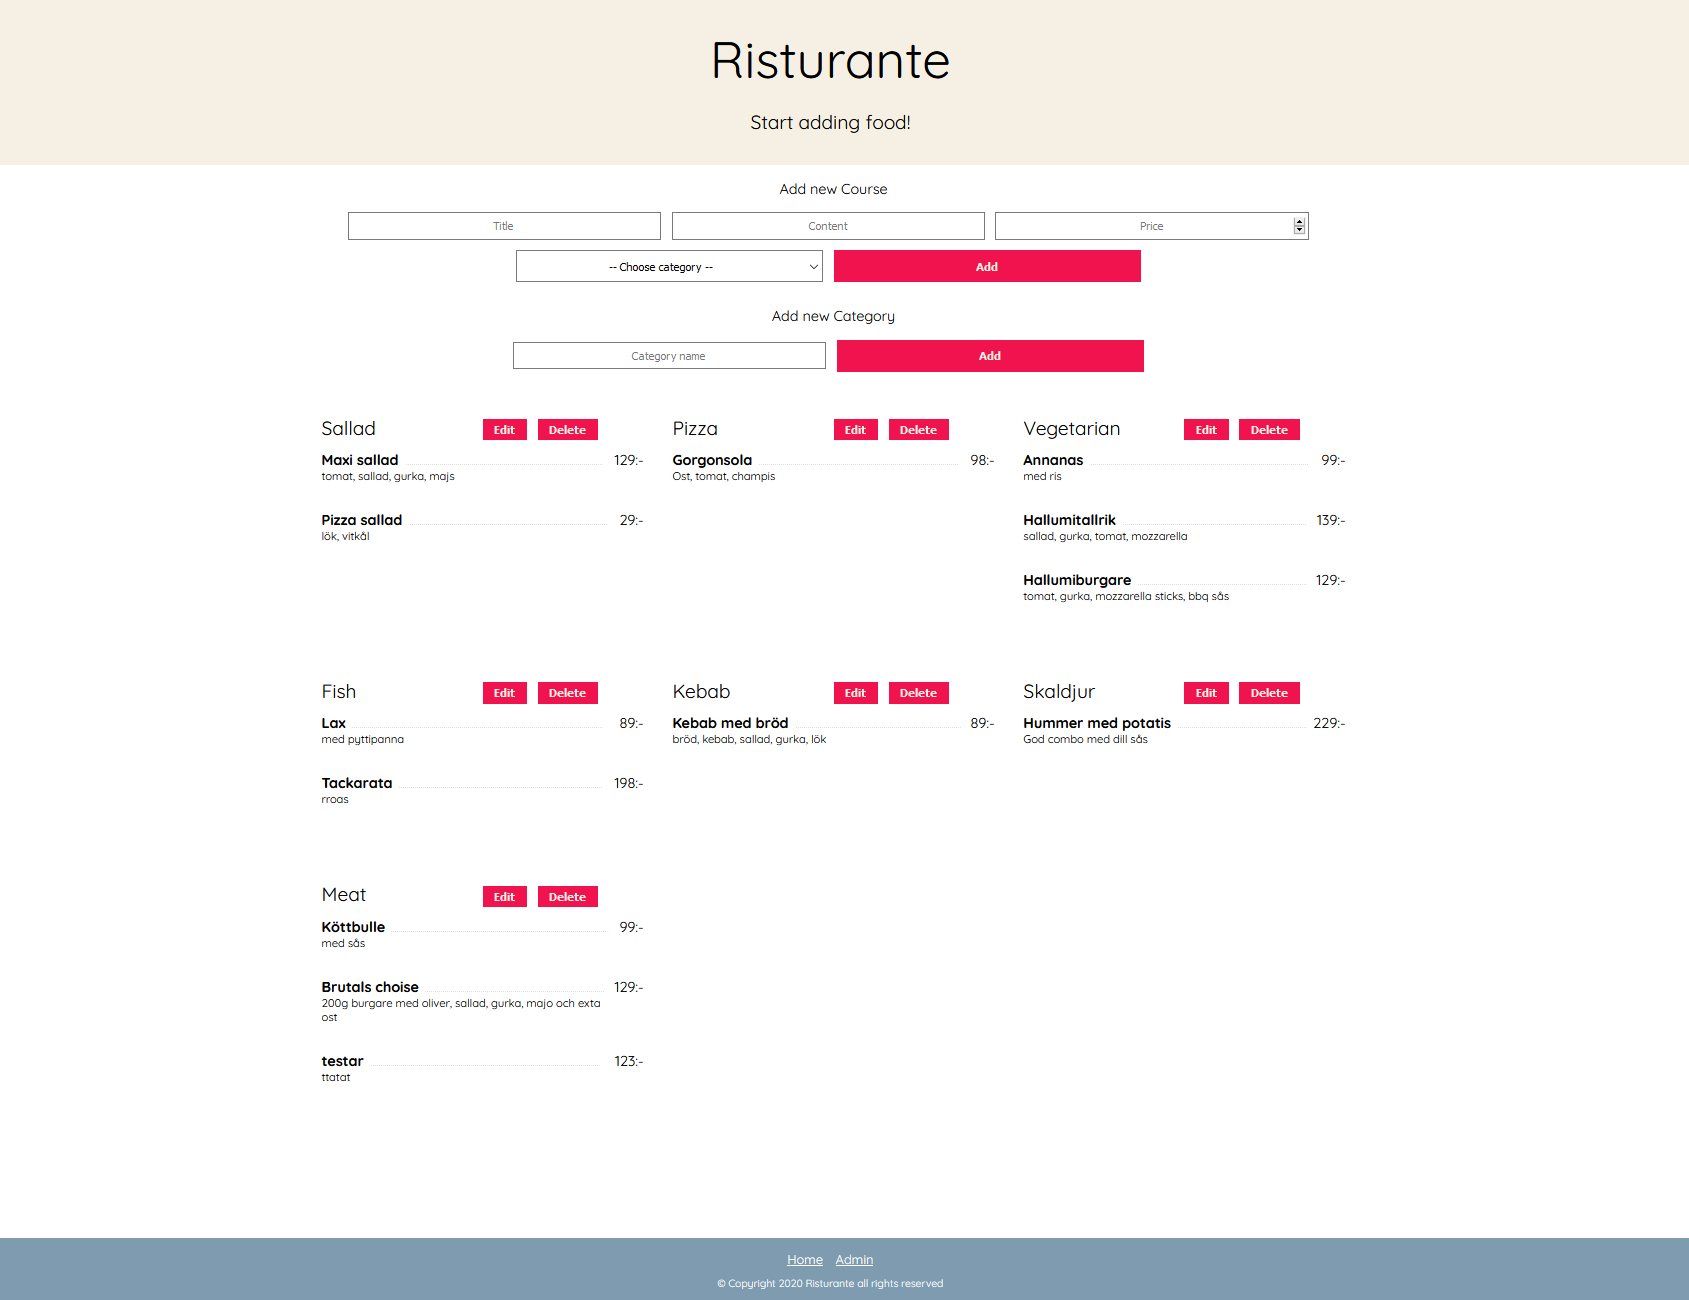 Risturante
Start adding food!
Add new Course
Title Content Price
-- Choose category -- Add
Add new Category
Category name Add
Sallad Edit Delete
Maxi sallad 129:-
tomat, sallad, gurka, majs
Pizza sallad 29:-
lök, vitkål
Pizza Edit Delete
Gorgonsola 98:-
Ost, tomat, champis
Vegetarian Edit Delete
Annanas 99:-
med ris
Hallumitallrik 139:-
sallad, gurka, tomat, mozzarella
Hallumiburgare 129:-
tomat, gurka, mozzarella sticks, bbq sås
Fish Edit Delete
Lax 89:-
med pyttipanna
Tackarata 198:-
rroas
Kebab Edit Delete
Kebab med bröd 89:-
bröd, kebab, sallad, gurka, lök
Skaldjur Edit Delete
Hummer med potatis 229:-
God combo med dill sås
Meat Edit Delete
Köttbulle 99:-
med sås
Brutals choise 129:-
200g burgare med oliver, sallad, gurka, majo och exta
ost
testar 123:-
ttatat
Home Admin
© Copyright 2020 Risturante all rights reserved